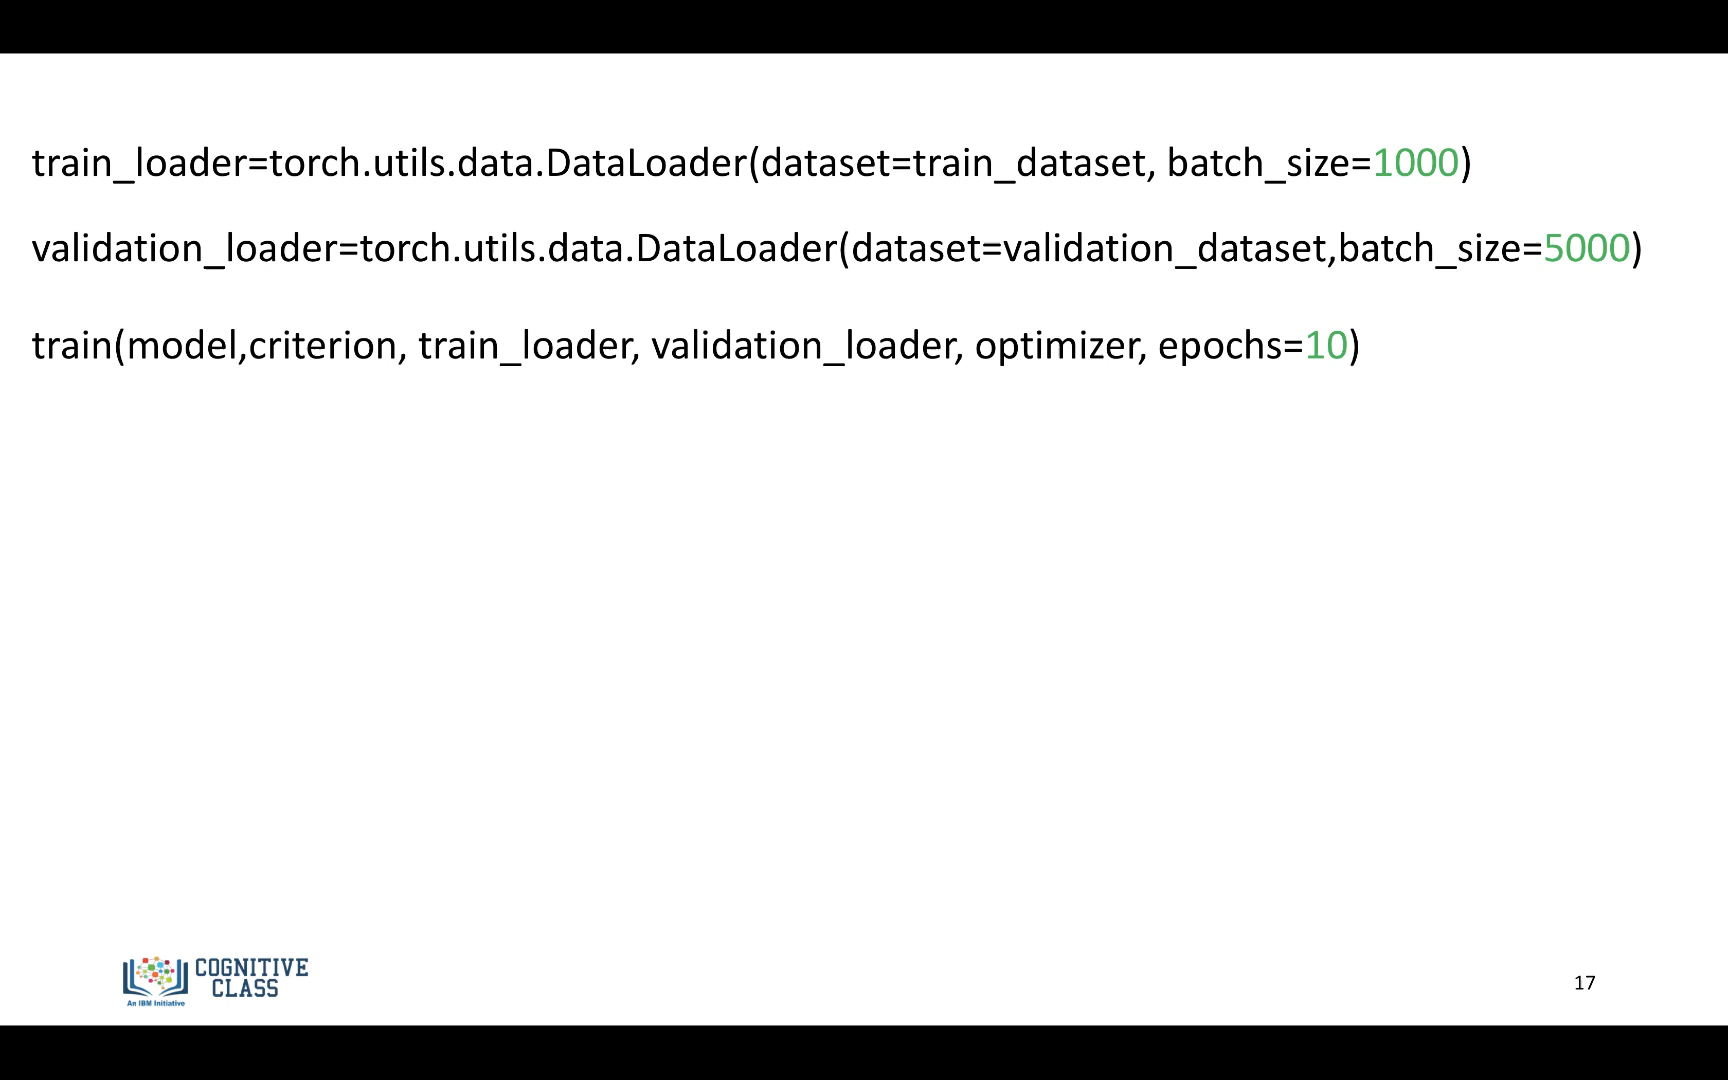 train_loader=torch.utils.data.DataLoader(dataset=train_dataset, batch_size=1000)
validation_loader=torch.utils.data.DataLoader(dataset=validation_dataset,batch_size=5000)
train(model,criterion, train_loader, validation_loader, optimizer, epochs=10)
COGNITIVE
CLASS
An IBM Initiative
17